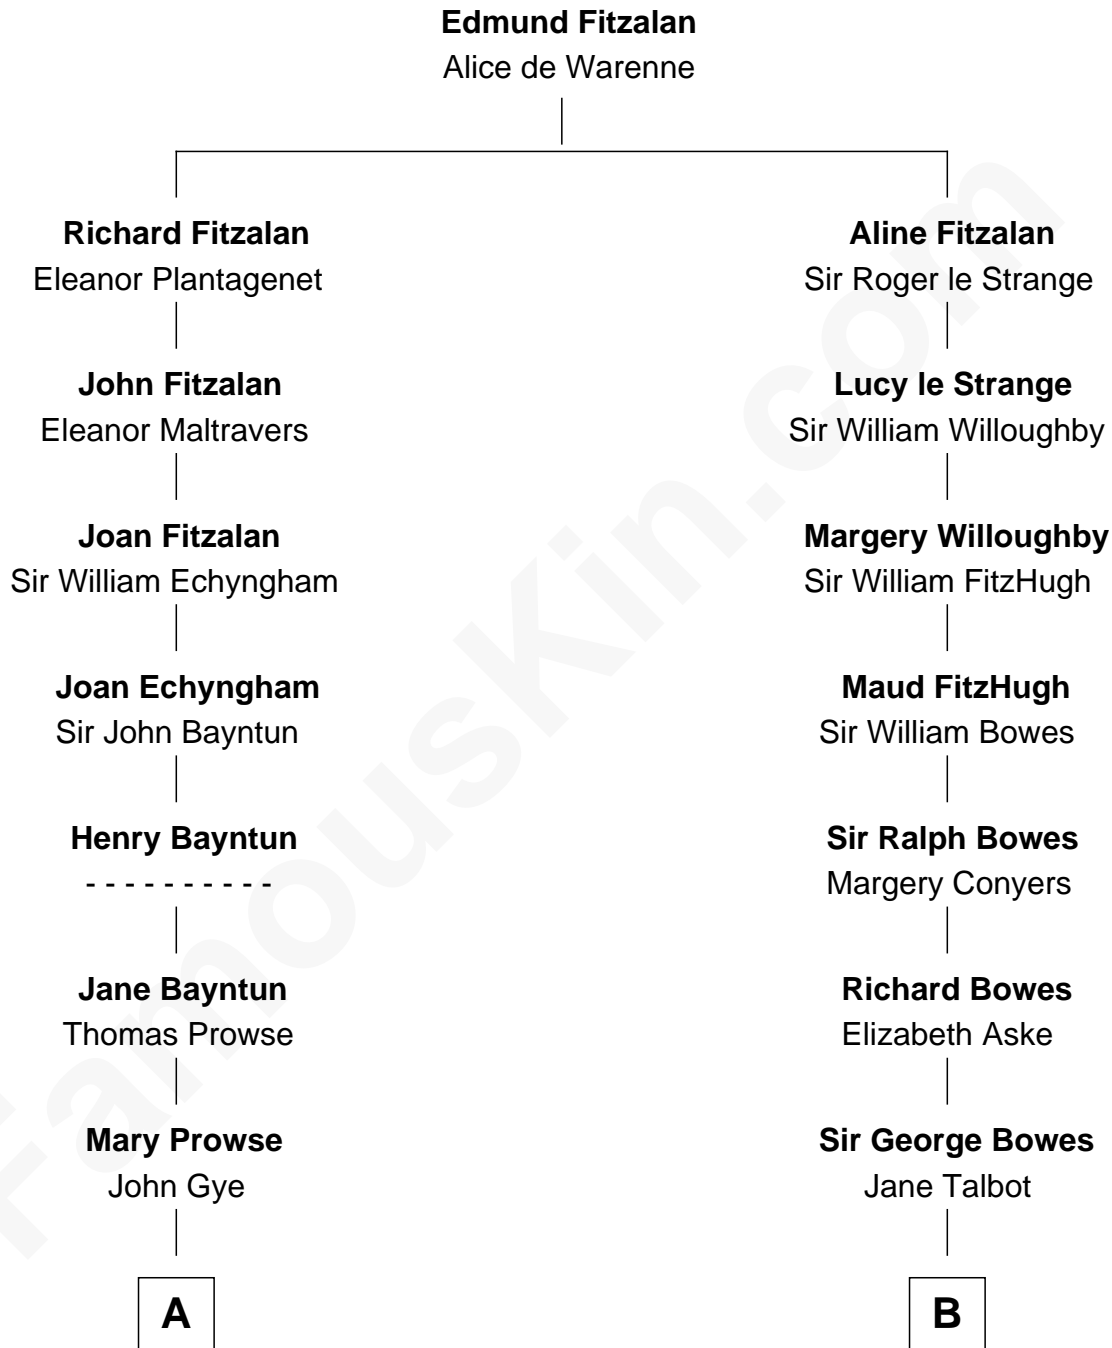 Edmund Fitzalan
Alice de Warenne
Richard Fitzalan
Eleanor Plantagenet
John Fitzalan
Eleanor Maltravers
Joan Fitzalan
Sir William Echyngham
Joan Echyngham
Sir John Bayntun
Henry Bayntun
- - - - - - - - - -
Jane Bayntun
Thomas Prowse
Mary Prowse
John Gye
A
Aline Fitzalan
Sir Roger le Strange
Lucy le Strange
Sir William Willoughby
Margery Willoughby
Sir William FitzHugh
Maud FitzHugh
Sir William Bowes
Sir Ralph Bowes
Margery Conyers
Richard Bowes
Elizabeth Aske
Sir George Bowes
Jane Talbot
B
FamousKin.com